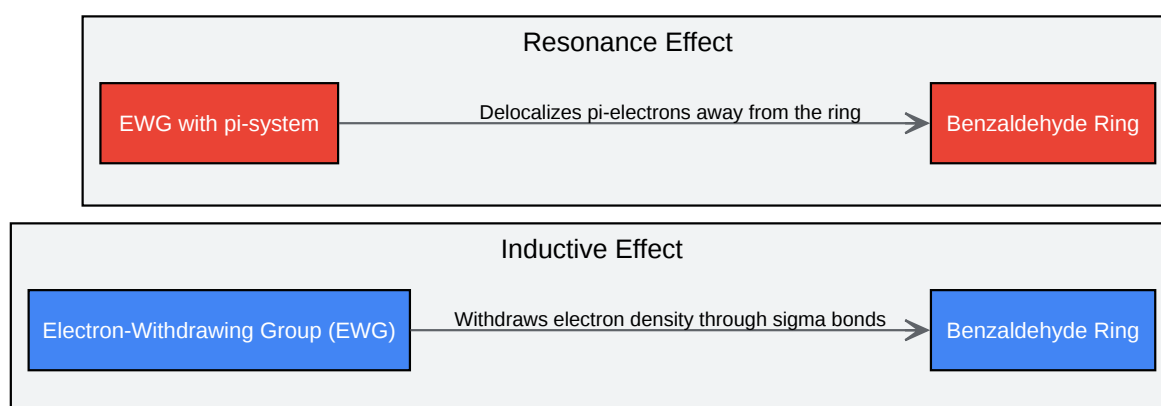 Resonance Effect
EWG with pi-system
Delocalizes pi-electrons away from the ring
Benzaldehyde Ring
Inductive Effect
Electron-Withdrawing Group (EWG)
Withdraws electron density through sigma bonds
Benzaldehyde Ring